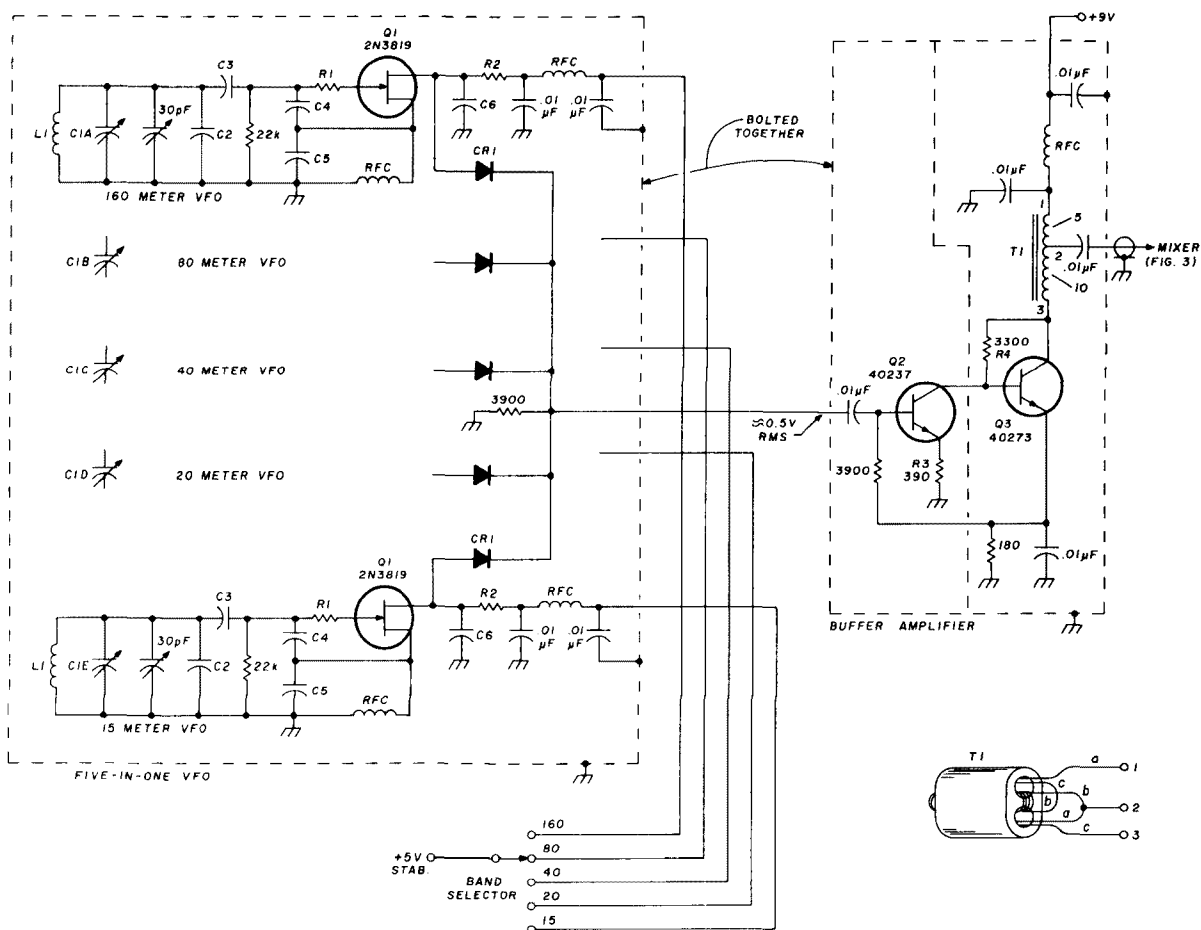 Q1
2N3819
C3
R1
R2
RFC
L1
C1A
30pF
C2
22k
C4
C5
C6
.01
µF
.01
µF
RFC
CR1
160 METER VFO
C1B
80 METER VFO
C1C
40 METER VFO
3900
C1D
20 METER VFO
CR1
Q1
2N3819
C3
R1
R2
RFC
L1
C1E
30pF
C2
22k
C4
C5
C6
.01
µF
.01
µF
RFC
15 METER VFO
FIVE-IN-ONE VFO
BOLTED
TOGETHER
+9V
.01µF
RFC
.01µF
1
5
T1
2
10
3
.01µF
MIXER
(FIG. 3)
3300
R4
Q2
40237
.01µF
≈0.5V
RMS
Q3
40273
3900
R3
390
180
.01µF
BUFFER AMPLIFIER
+5V
STAB.
BAND
SELECTOR
160
80
40
20
15
T1
a
1
c
b
b
2
a
c
3